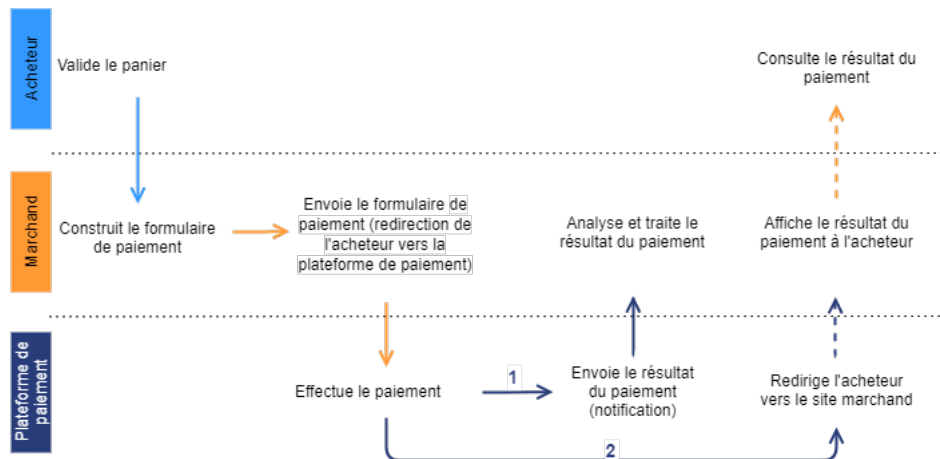 Acheteur
Valide le panier
Consulte le résultat du
paiement
Marchand
Construit le formulaire
de paiement
Envoie le formulaire de
paiement (redirection de
l'acheteur vers la
plateforme de paiement)
Analyse et traite le
résultat du paiement
Affiche le résultat du
paiement à l'acheteur
Plateforme de
paiement
Effectue le paiement
1
Envoie le résultat
du paiement
(notification)
Redirige l'acheteur
vers le site marchand
2